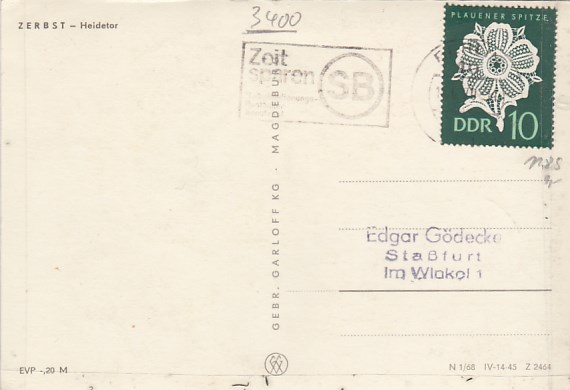 ZERBST – Heidetor
3400
Zeit
sparen
SB
PLAUENER SPITZE
DDR 10
1185
GEBR. GARLOFF KG · MAGDEBURG
Edgar Gödecke
Staßfurt
Im Winkel 1
EVP -,20 M
N 1/68 IV-14-45 Z 2464